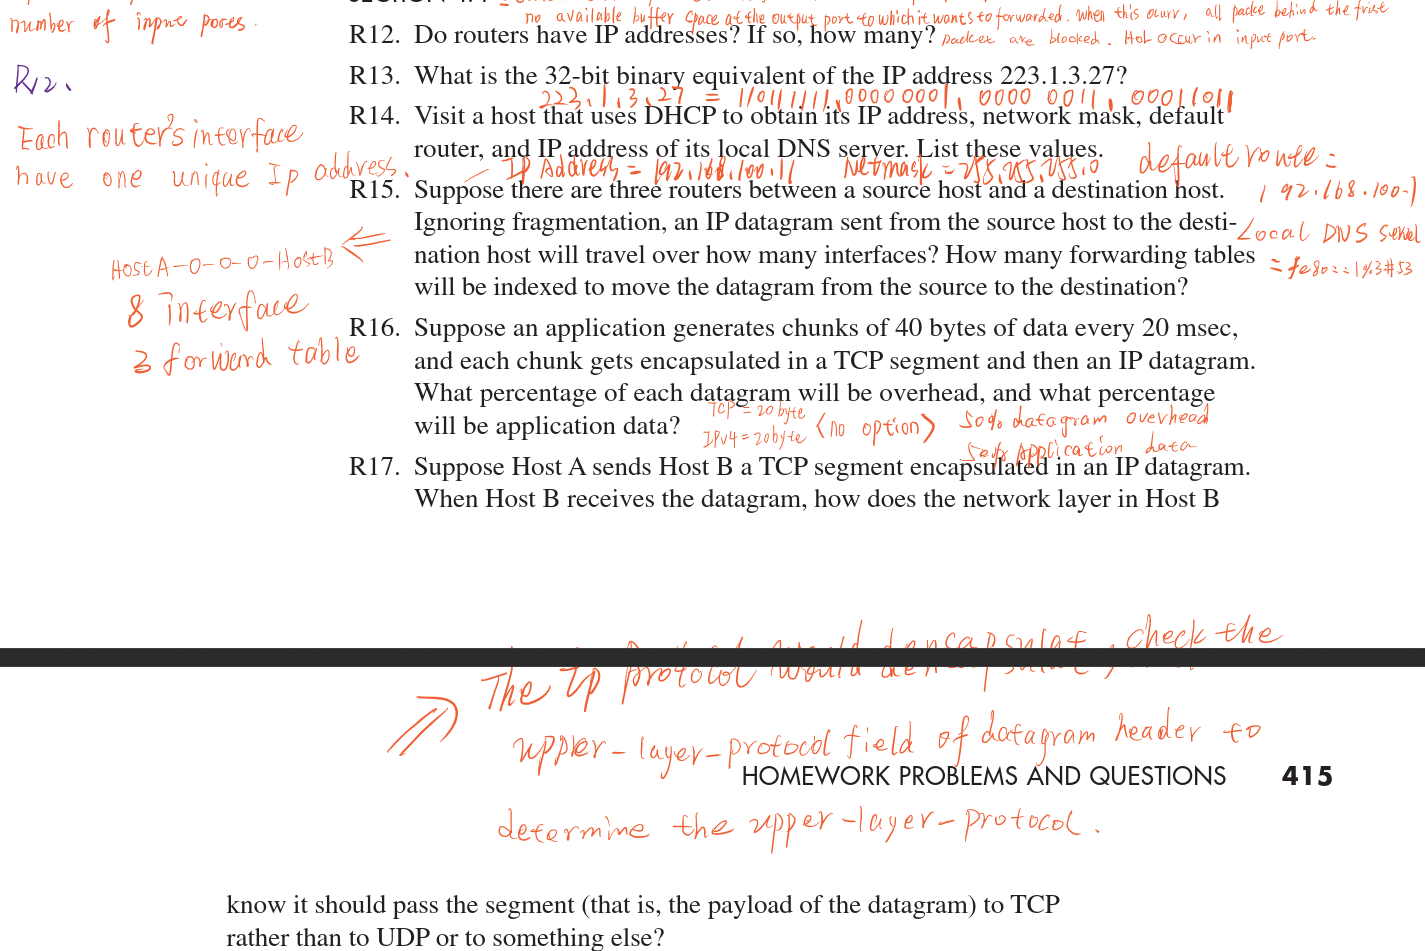 number of input pores.
no available buffer space at the output port to which it wants to forwarded. when this ocurr, all packe behind the frist
packet are blocked. HoL occur in input port.
R12. Do routers have IP addresses? If so, how many?
R12.
Each router's interface
have one unique Ip address.
R13. What is the 32-bit binary equivalent of the IP address 223.1.3.27?
223.1.3.27 = 11011111.00000001.0000 0011.00011011
R14. Visit a host that uses DHCP to obtain its IP address, network mask, default
router, and IP address of its local DNS server. List these values.
IP Address = 192.168.100.11 Netmask = 255.255.255.0 default route =
192.168.100.1
Local DNS server
= fe80::1%3#53
R15. Suppose there are three routers between a source host and a destination host.
Ignoring fragmentation, an IP datagram sent from the source host to the desti-
nation host will travel over how many interfaces? How many forwarding tables
will be indexed to move the datagram from the source to the destination?
Host A-O-O-O-Host B
8 interface
3 forward table
R16. Suppose an application generates chunks of 40 bytes of data every 20 msec,
and each chunk gets encapsulated in a TCP segment and then an IP datagram.
What percentage of each datagram will be overhead, and what percentage
will be application data?
TCP = 20 byte
IPv4 = 20byte (no option)
50% datagram overhead
50% Application data
R17. Suppose Host A sends Host B a TCP segment encapsulated in an IP datagram.
When Host B receives the datagram, how does the network layer in Host B
The Ip protocol would dencapsulat, check the
uppler-layer-protocol field of datagram header to
HOMEWORK PROBLEMS AND QUESTIONS 415
determine the upper-layer-protocol.
know it should pass the segment (that is, the payload of the datagram) to TCP
rather than to UDP or to something else?